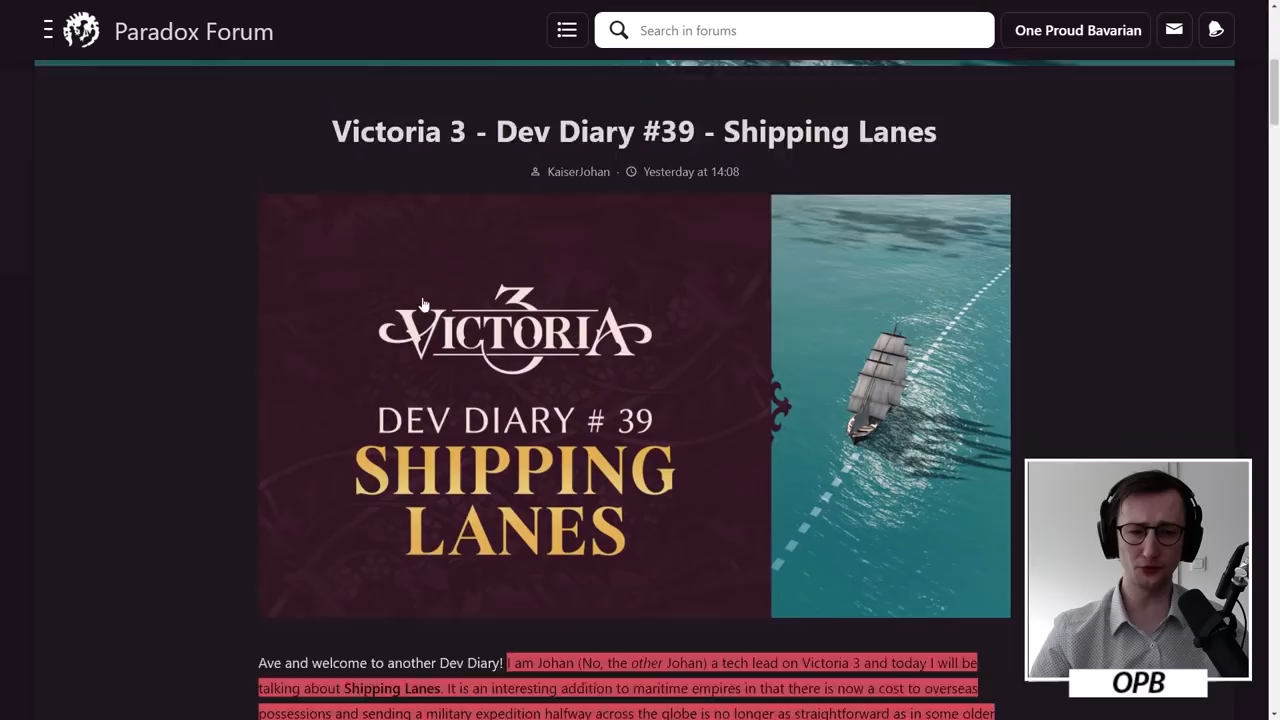 Paradox Forum
Search in forums
One Proud Bavarian
Victoria 3 - Dev Diary #39 - Shipping Lanes
KaiserJohan · Yesterday at 14:08
3
VICTORIA
DEV DIARY # 39
SHIPPING
LANES
Ave and welcome to another Dev Diary! I am Johan (No, the other Johan) a tech lead on Victoria 3 and today I will be
talking about Shipping Lanes. It is an interesting addition to maritime empires in that there is now a cost to overseas
possessions and sending a military expedition halfway across the globe is no longer as straightforward as in some older
OPB